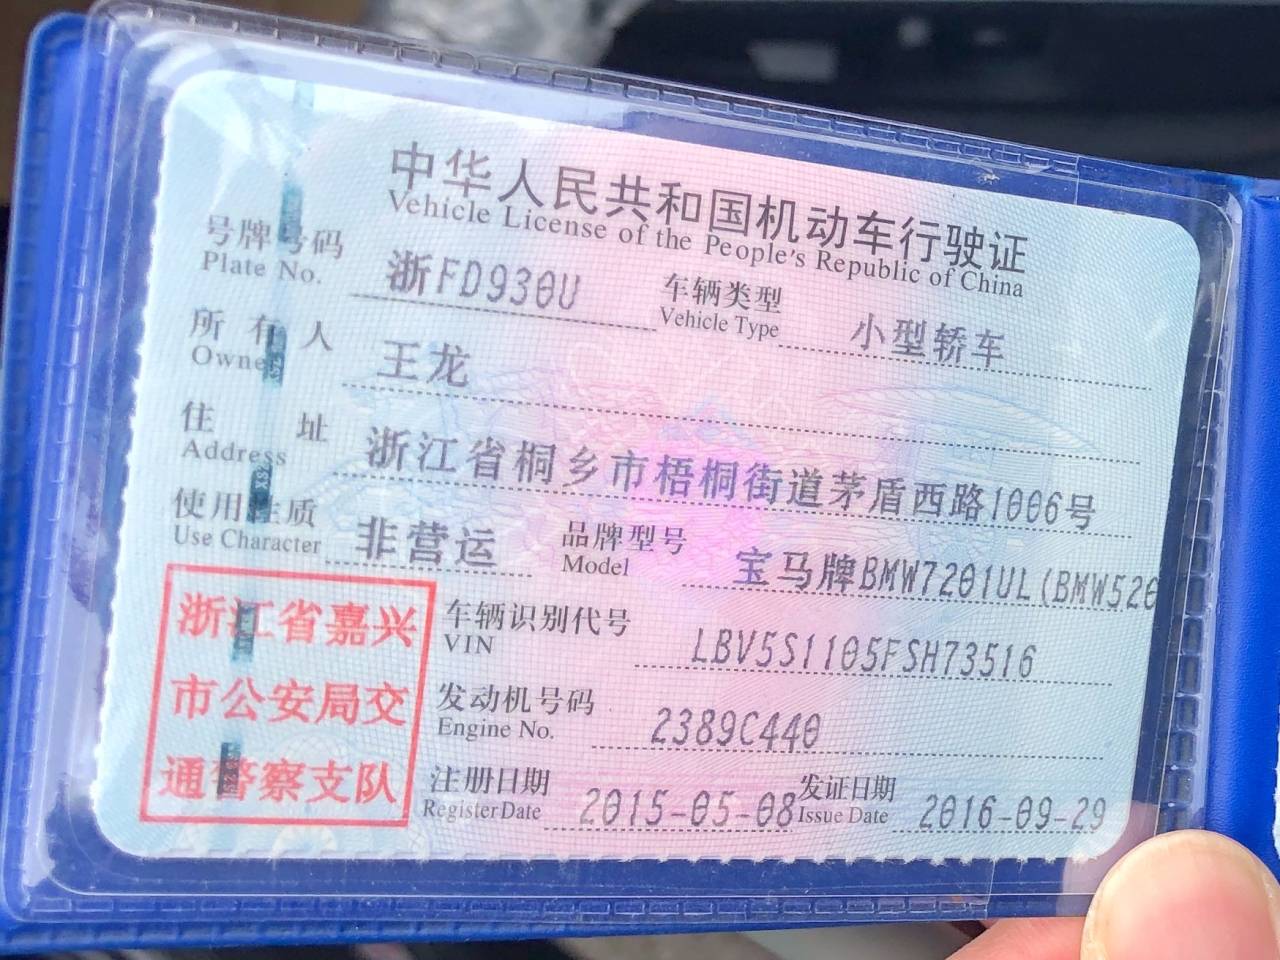 中华人民共和国机动车行驶证
Vehicle License of the People's Republic of China
号牌号码 浙FD930U 车辆类型 小型轿车
Plate No. Vehicle Type
所有人 王龙
Owner
住址 浙江省桐乡市梧桐街道茅盾西路1006号
Address
使用性质 非营运 品牌型号 宝马牌BMW7201UL(BMW520
Use Character Model
浙江省嘉兴
市公安局交
通警察支队
车辆识别代号 LBV5S1105FSH73516
VIN
发动机号码 2389C440
Engine No.
注册日期 2015-05-08 发证日期 2016-09-29
Register Date Issue Date